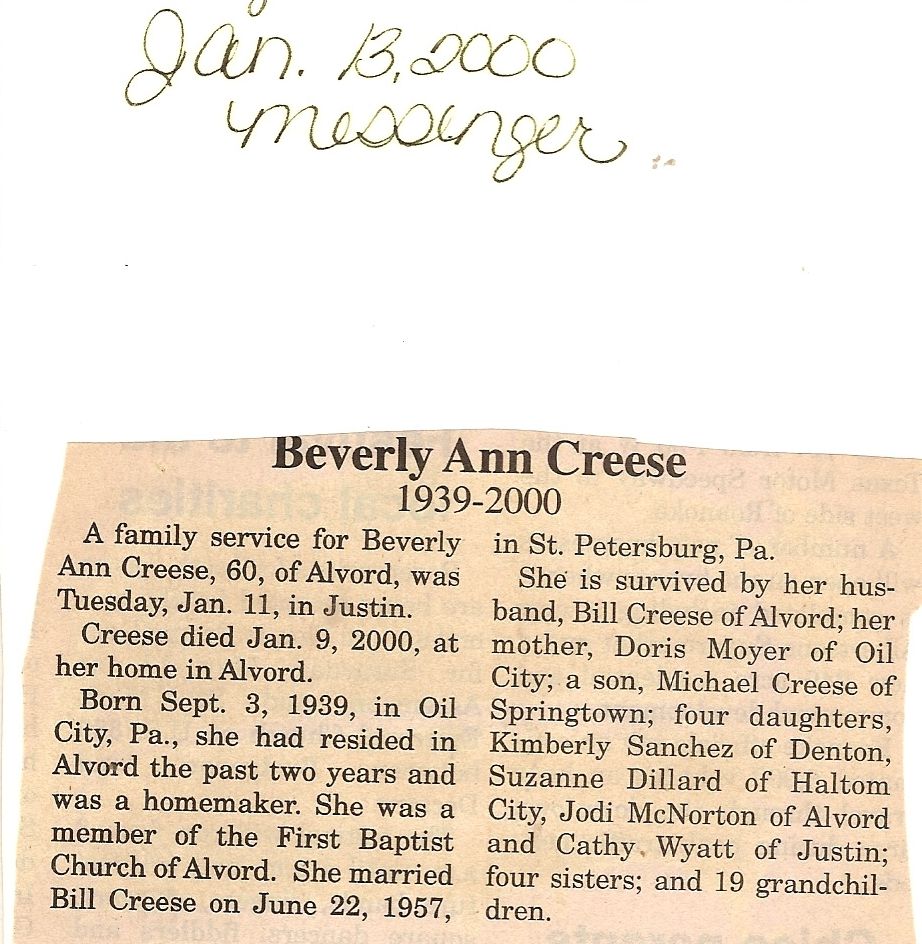 Jan. 13, 2000
Messenger
Beverly Ann Creese
1939-2000
A family service for Beverly
Ann Creese, 60, of Alvord, was
Tuesday, Jan. 11, in Justin.
Creese died Jan. 9, 2000, at
her home in Alvord.
Born Sept. 3, 1939, in Oil
City, Pa., she had resided in
Alvord the past two years and
was a homemaker. She was a
member of the First Baptist
Church of Alvord. She married
Bill Creese on June 22, 1957,
in St. Petersburg, Pa.
She is survived by her hus-
band, Bill Creese of Alvord; her
mother, Doris Moyer of Oil
City; a son, Michael Creese of
Springtown; four daughters,
Kimberly Sanchez of Denton,
Suzanne Dillard of Haltom
City, Jodi McNorton of Alvord
and Cathy Wyatt of Justin;
four sisters; and 19 grandchil-
dren.